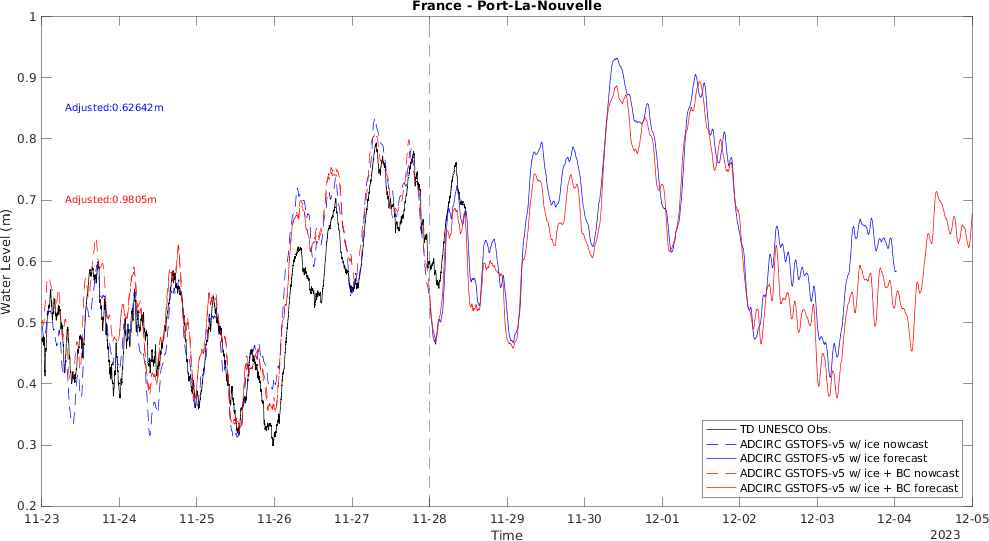 France - Port-La-Nouvelle
1
0.9
0.8
0.7
0.6
0.5
0.4
0.3
0.2
Water Level (m)
Adjusted:0.62642m
Adjusted:0.9805m
TD UNESCO Obs.
ADCIRC GSTOFS-v5 w/ ice nowcast
ADCIRC GSTOFS-v5 w/ ice forecast
ADCIRC GSTOFS-v5 w/ ice + BC nowcast
ADCIRC GSTOFS-v5 w/ ice + BC forecast
11-23 11-24 11-25 11-26 11-27 11-28 11-29 11-30 12-01 12-02 12-03 12-04 12-05
Time
2023